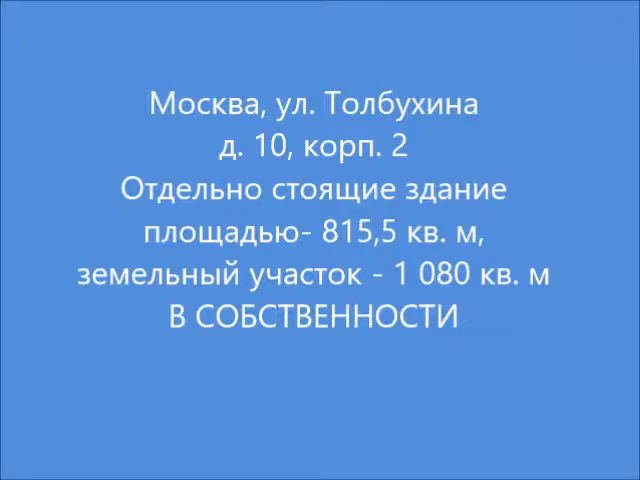 Москва, ул. Толбухина
д. 10, корп. 2
Отдельно стоящие здание
площадью- 815,5 кв. м,
земельный участок - 1 080 кв. м
В СОБСТВЕННОСТИ